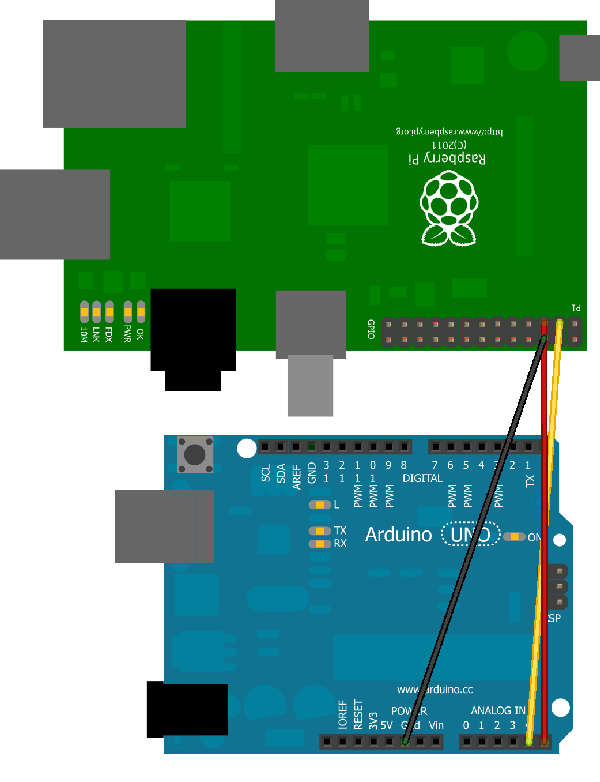 http://www.raspberrypi.org
(C)2011
Raspberry Pi
P1
GPIO
10M
LNK
FDX
PWR
OK
SCL
SDA
AREF
GND
13
12
PWM 11
PWM 10
PWM 9
8
DIGITAL
7
PWM 6
PWM 5
4
PWM 3
2
TX 1
L
TX
RX
Arduino UNO
ON
www.arduino.cc
POWER
ANALOG IN
IOREF
RESET
3V3
5V
Gnd
Vin
0
1
2
3